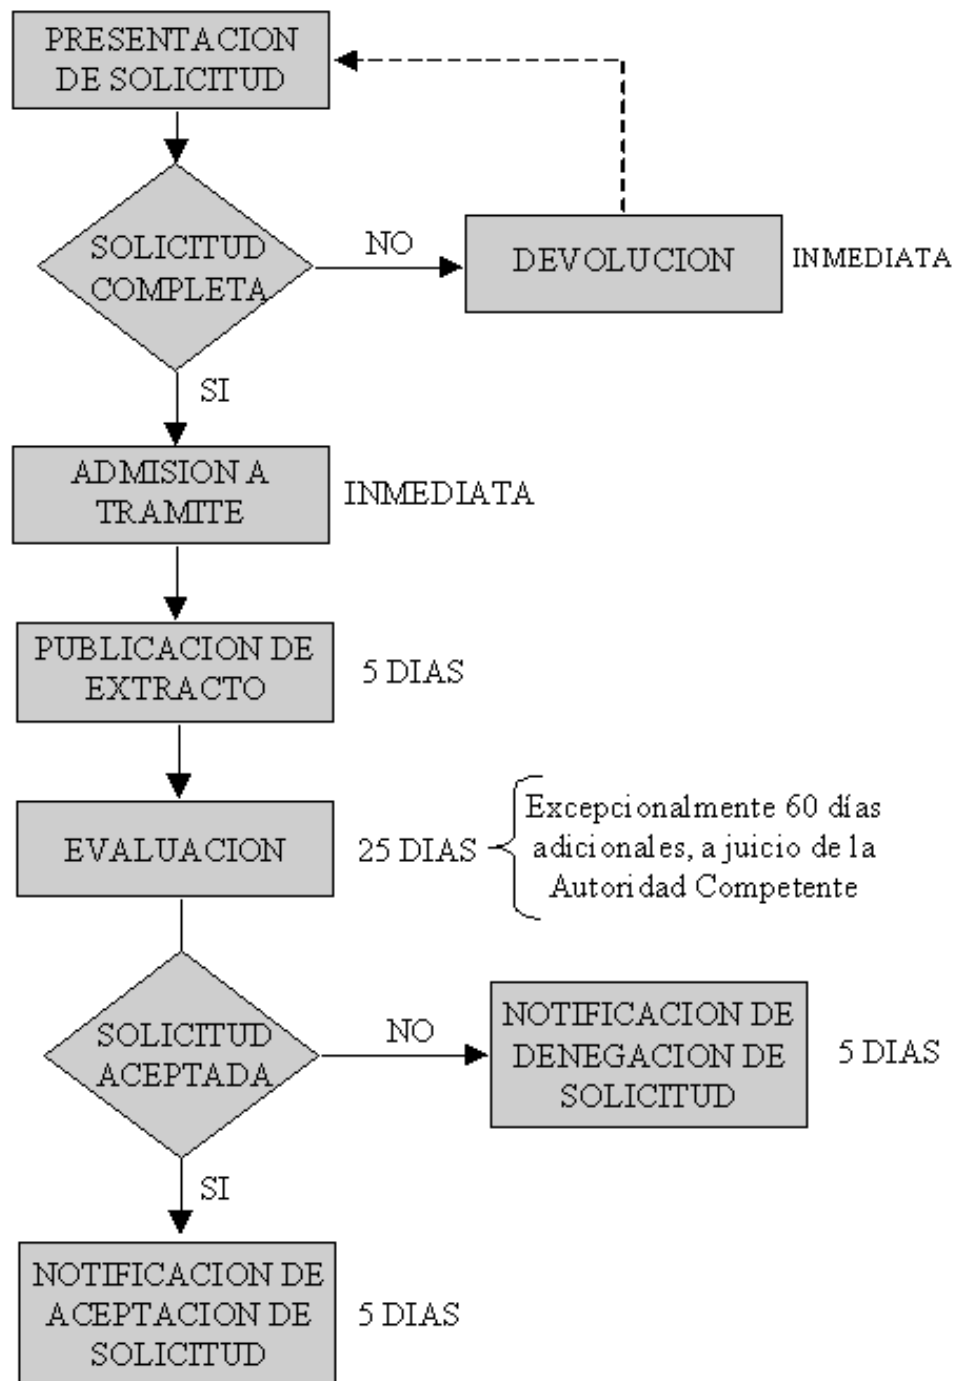 PRESENTACION
DE SOLICITUD
SOLICITUD
COMPLETA
NO
DEVOLUCION
INMEDIATA
SI
ADMISION A
TRAMITE
INMEDIATA
PUBLICACION DE
EXTRACTO
5 DIAS
EVALUACION
25 DIAS
Excepcionalmente 60 días
adicionales, a juicio de la
Autoridad Competente
SOLICITUD
ACEPTADA
NO
NOTIFICACION DE
DENEGACION DE
SOLICITUD
5 DIAS
SI
NOTIFICACION DE
ACEPTACION DE
SOLICITUD
5 DIAS